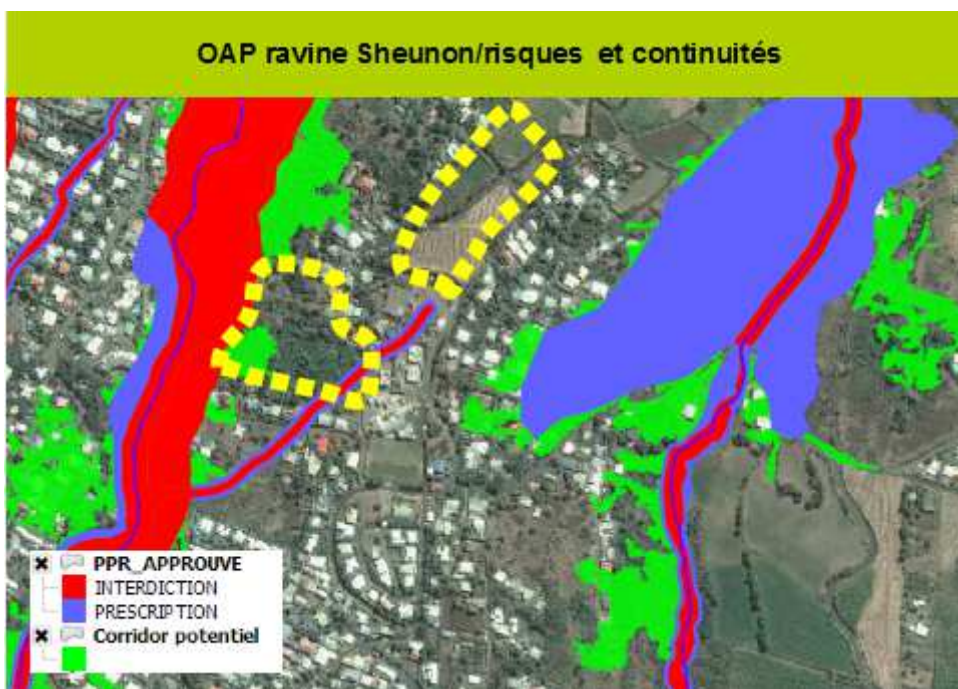 OAP ravine Sheunon/risques et continuités
PPR_APPROUVE
INTERDICTION
PRESCRIPTION
Corridor potentiel